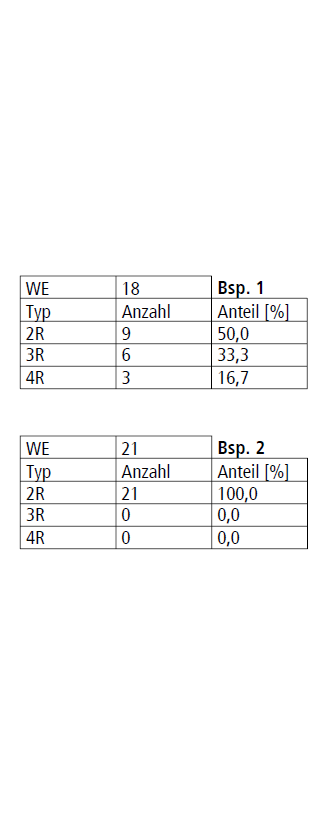 WE 18 Bsp. 1
Typ Anzahl Anteil [%]
2R 9 50,0
3R 6 33,3
4R 3 16,7
WE 21 Bsp. 2
Typ Anzahl Anteil [%]
2R 21 100,0
3R 0 0,0
4R 0 0,0